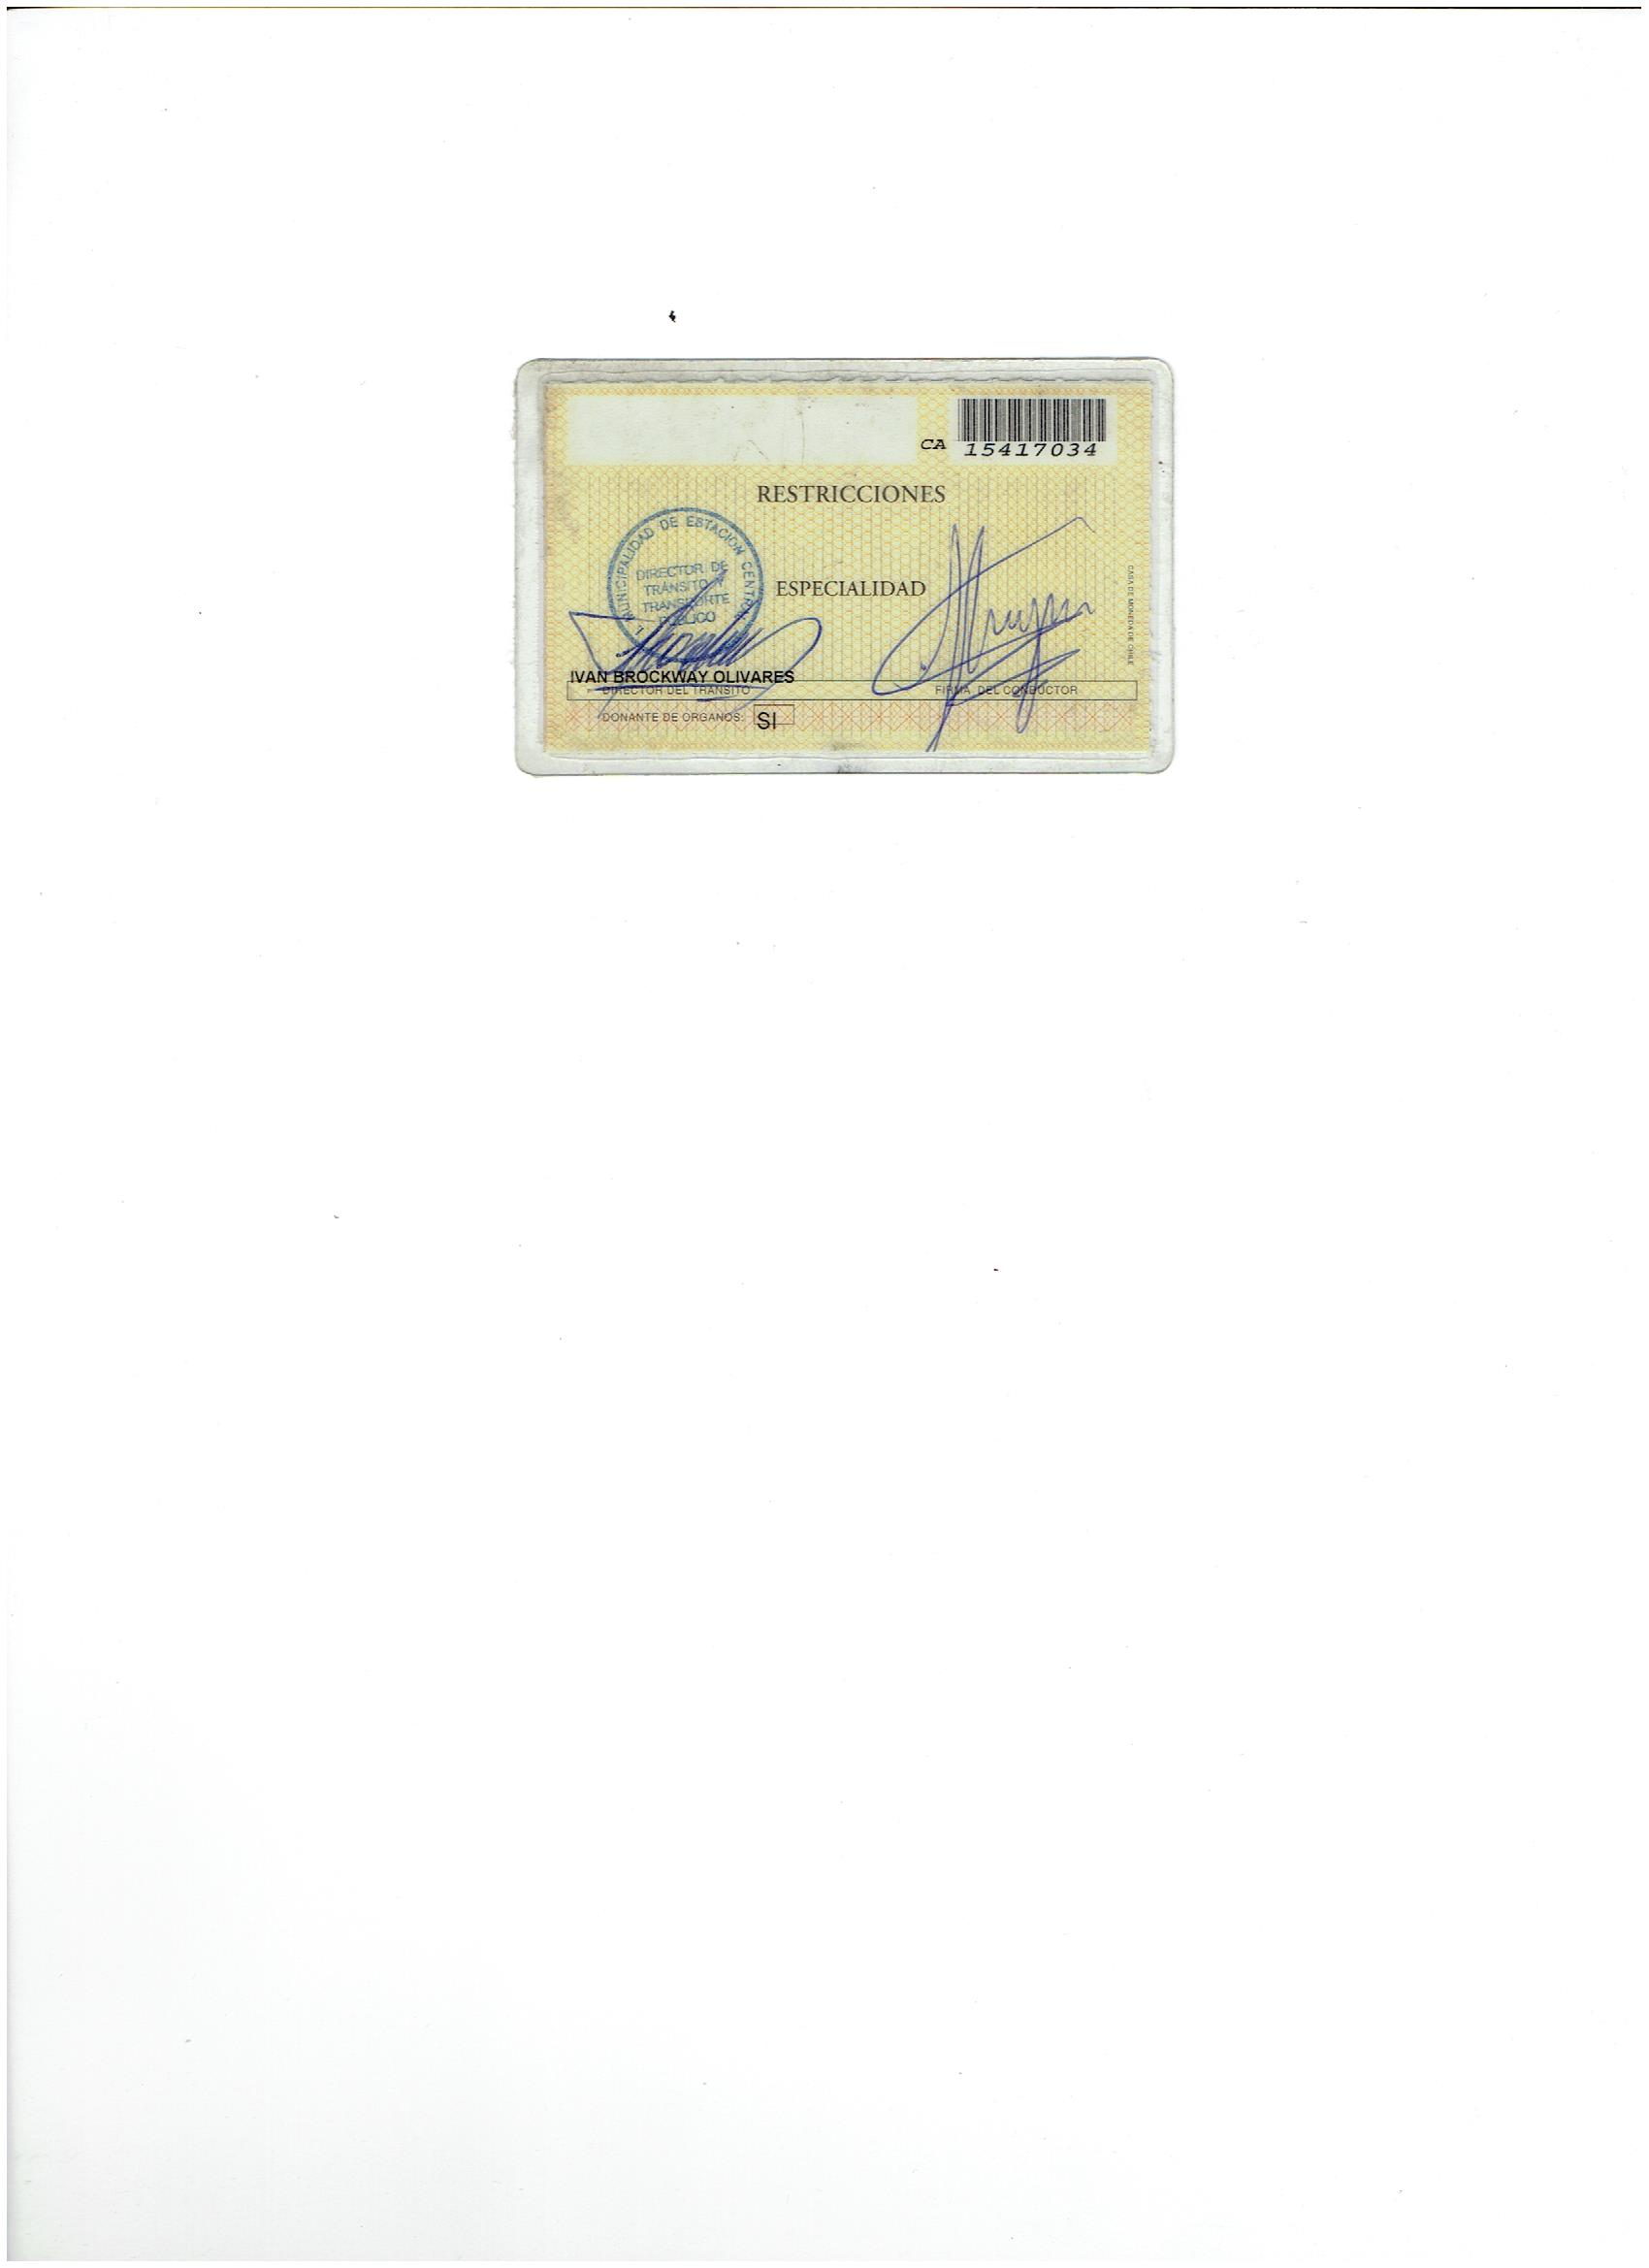 CA 15417034
RESTRICCIONES
I. MUNICIPALIDAD DE ESTACION CENTRAL
DIRECTOR DE
TRANSITO Y
TRANSPORTE
PUBLICO
ESPECIALIDAD
CASA DE MONEDA DE CHILE
IVAN BROCKWAY OLIVARES
DIRECTOR DEL TRANSITO
FIRMA DEL CONDUCTOR
DONANTE DE ORGANOS: SI